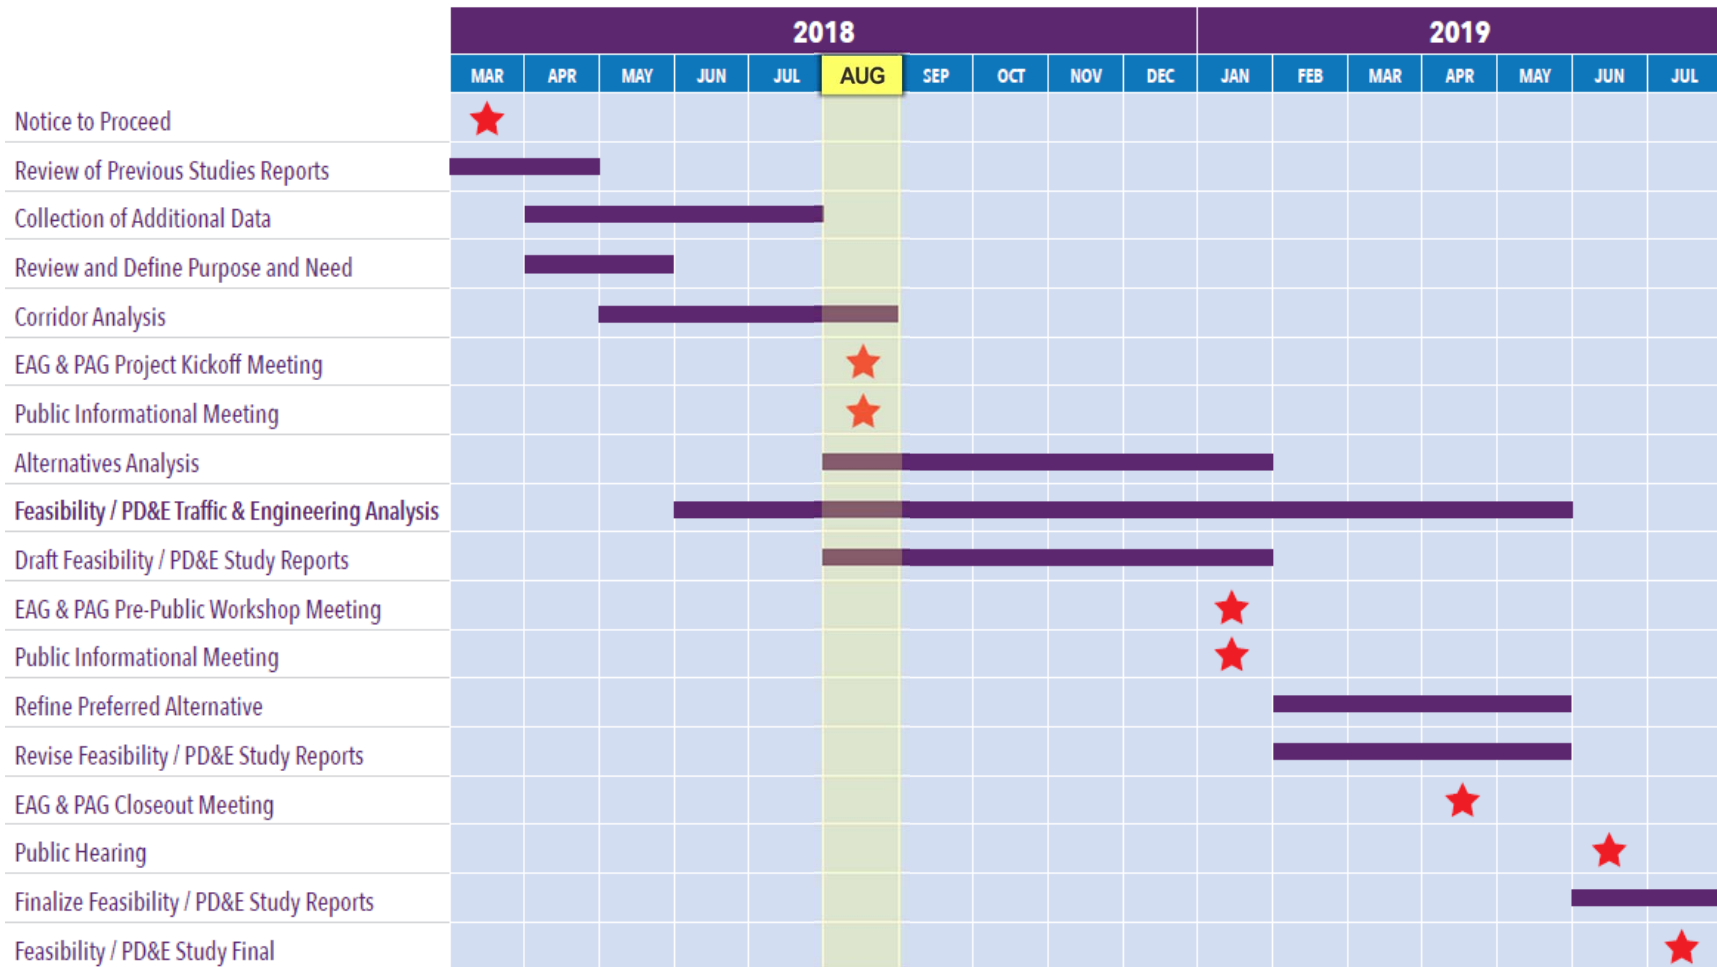 2018 2019
MAR APR MAY JUN JUL AUG SEP OCT NOV DEC JAN FEB MAR APR MAY JUN JUL
Notice to Proceed
Review of Previous Studies Reports
Collection of Additional Data
Review and Define Purpose and Need
Corridor Analysis
EAG & PAG Project Kickoff Meeting
Public Informational Meeting
Alternatives Analysis
Feasibility / PD&E Traffic & Engineering Analysis
Draft Feasibility / PD&E Study Reports
EAG & PAG Pre-Public Workshop Meeting
Public Informational Meeting
Refine Preferred Alternative
Revise Feasibility / PD&E Study Reports
EAG & PAG Closeout Meeting
Public Hearing
Finalize Feasibility / PD&E Study Reports
Feasibility / PD&E Study Final